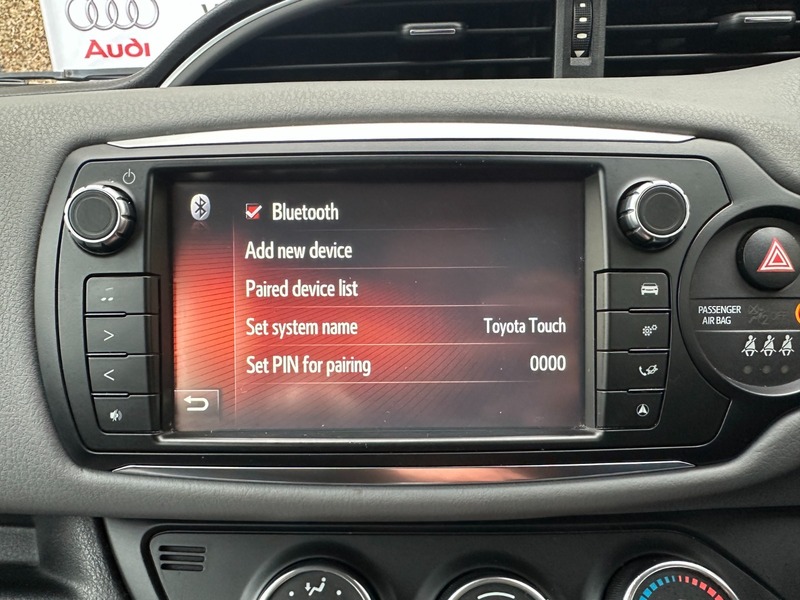 Audi
Bluetooth
Add new device
Paired device list
Set system name Toyota Touch
Set PIN for pairing 0000
PASSENGER
AIR BAG